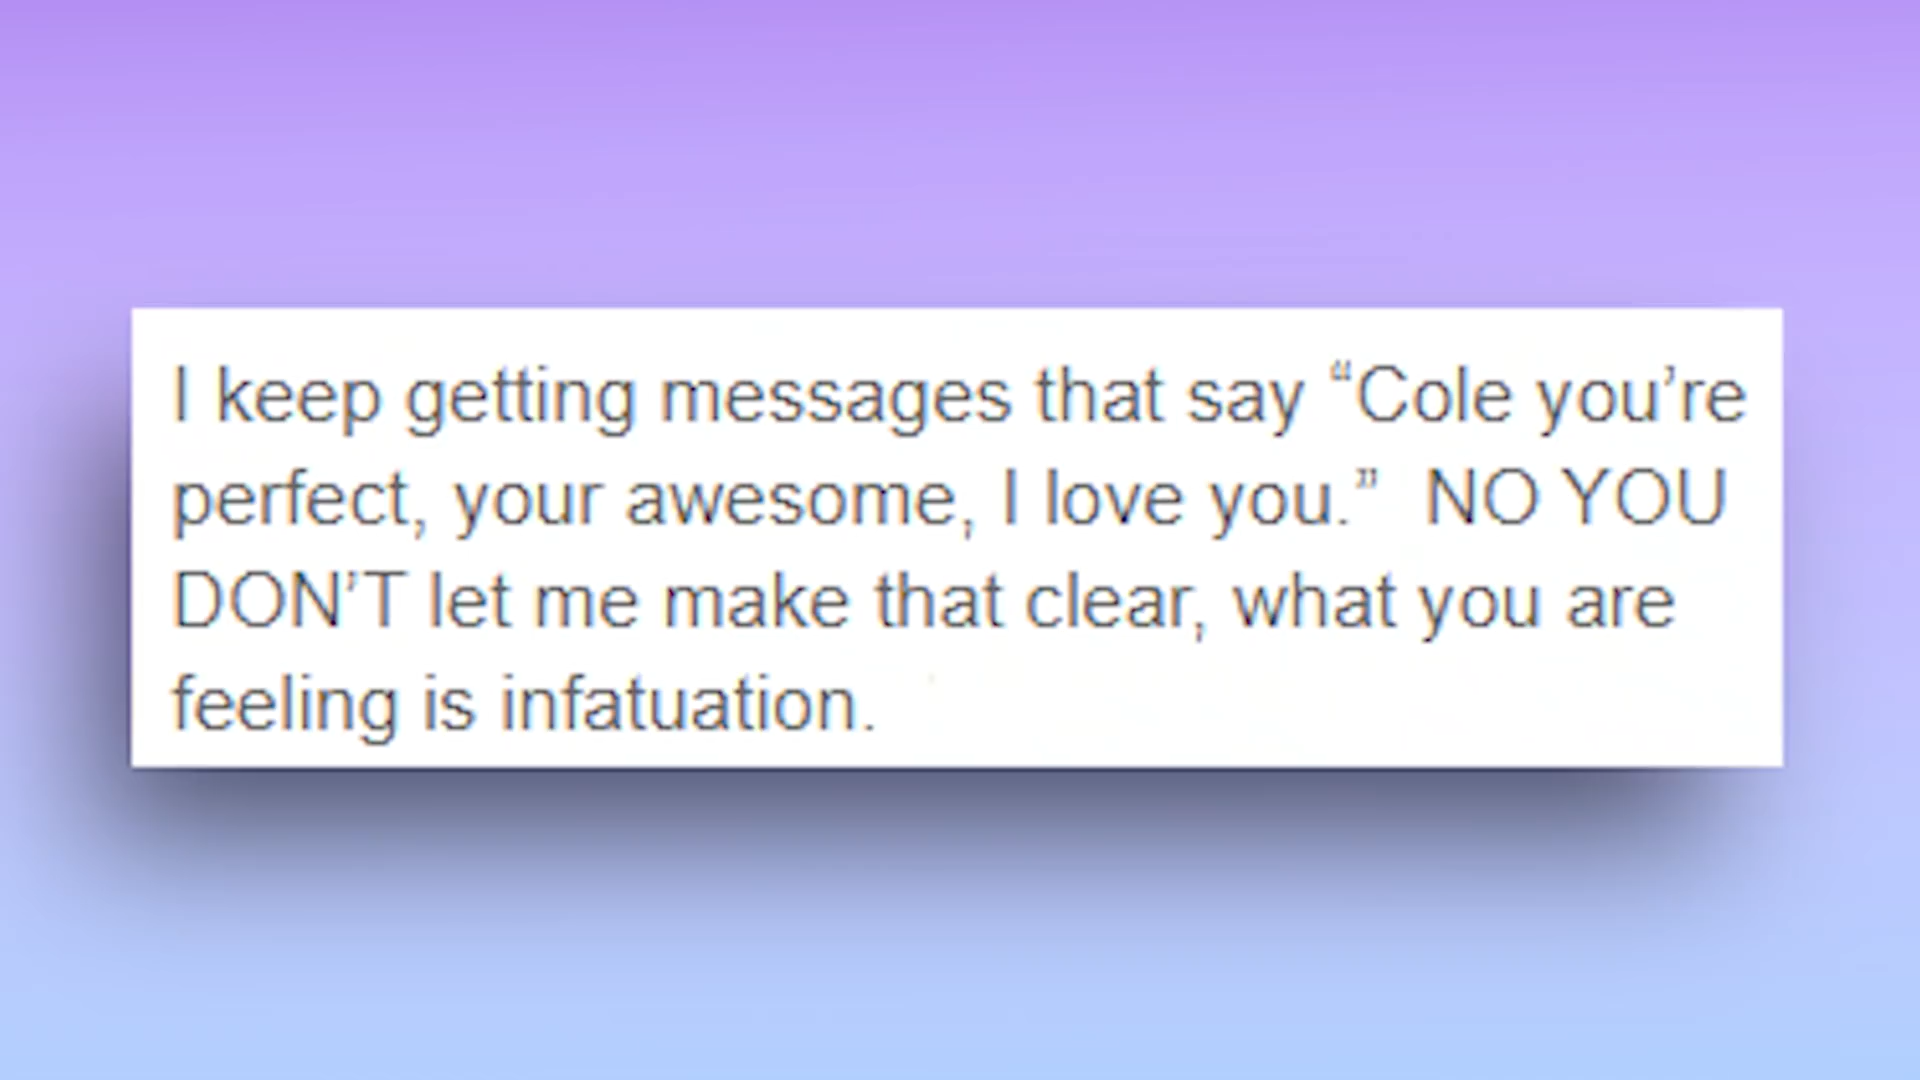 I keep getting messages that say “Cole you’re
perfect, your awesome, I love you.”  NO YOU
DON’T let me make that clear, what you are
feeling is infatuation.